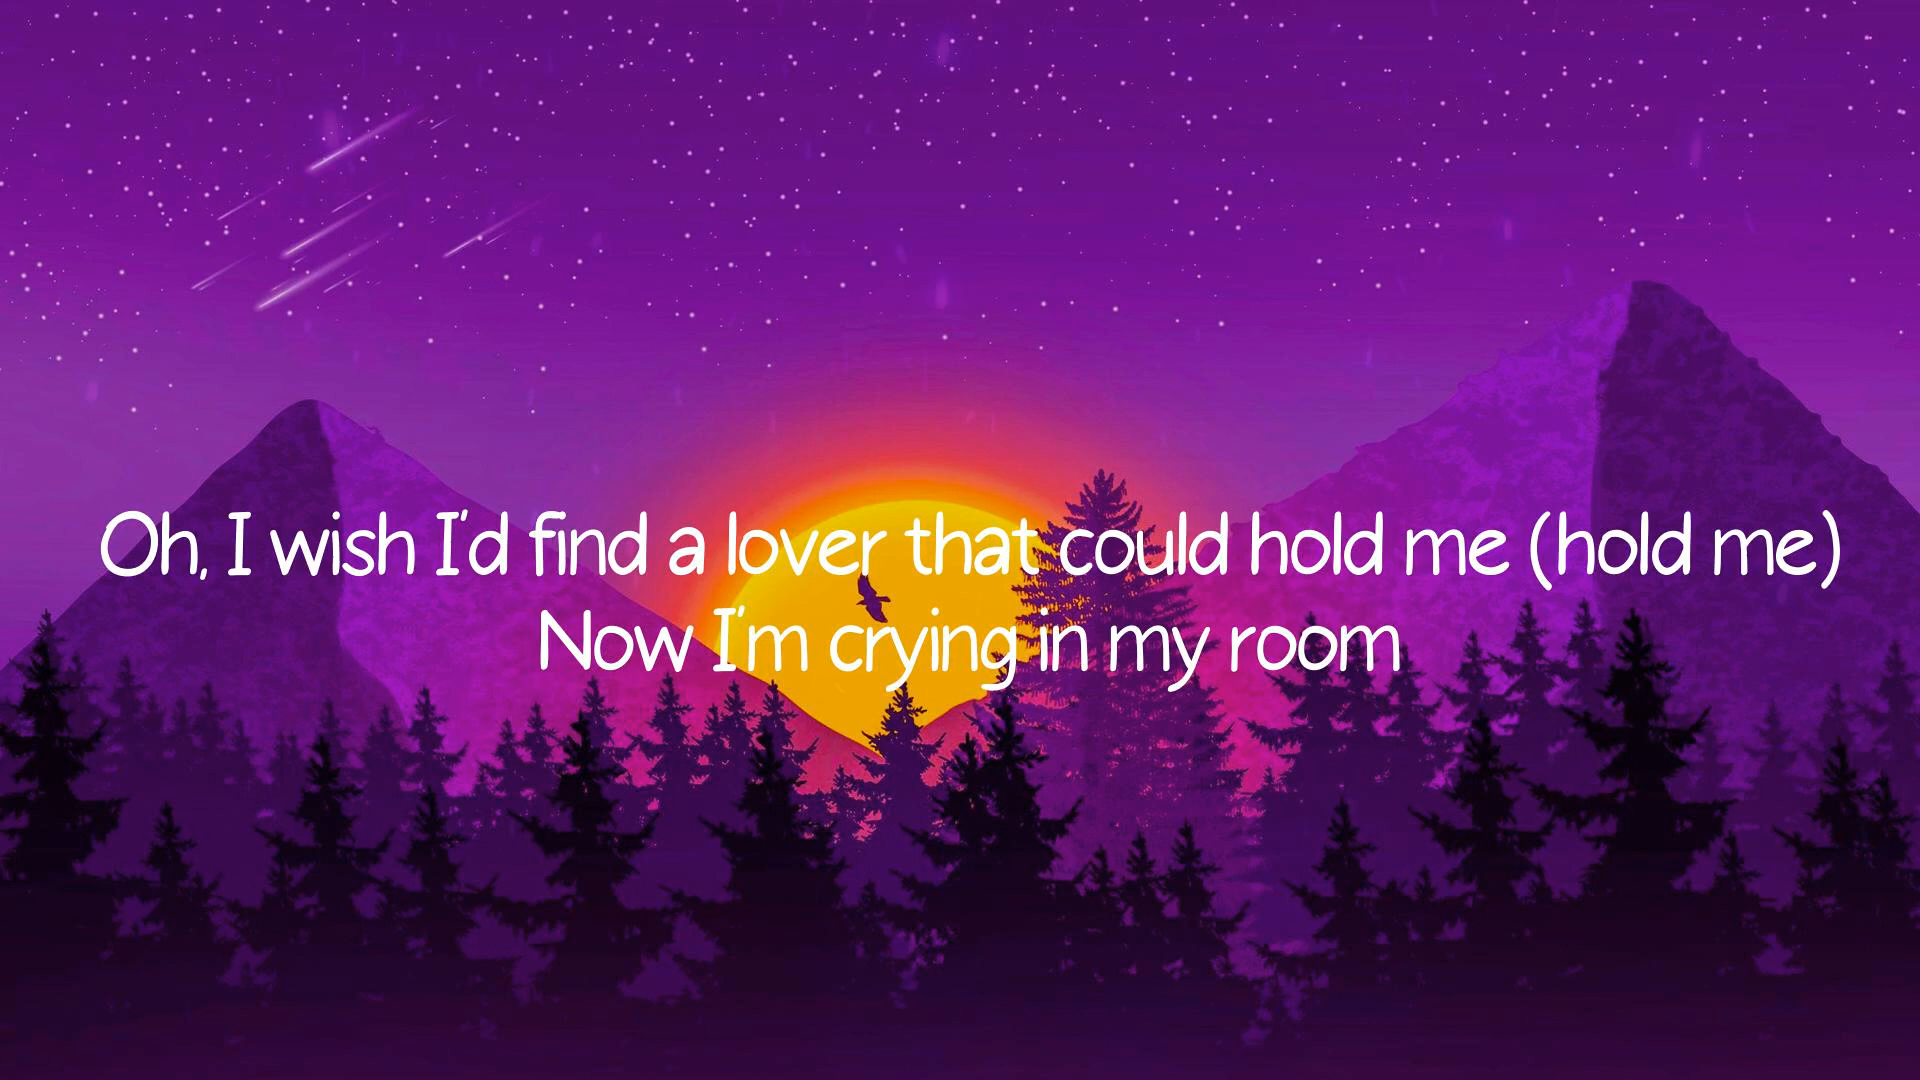 Oh, I wish I'd find a lover that could hold me (hold me)
Now I'm crying in my room